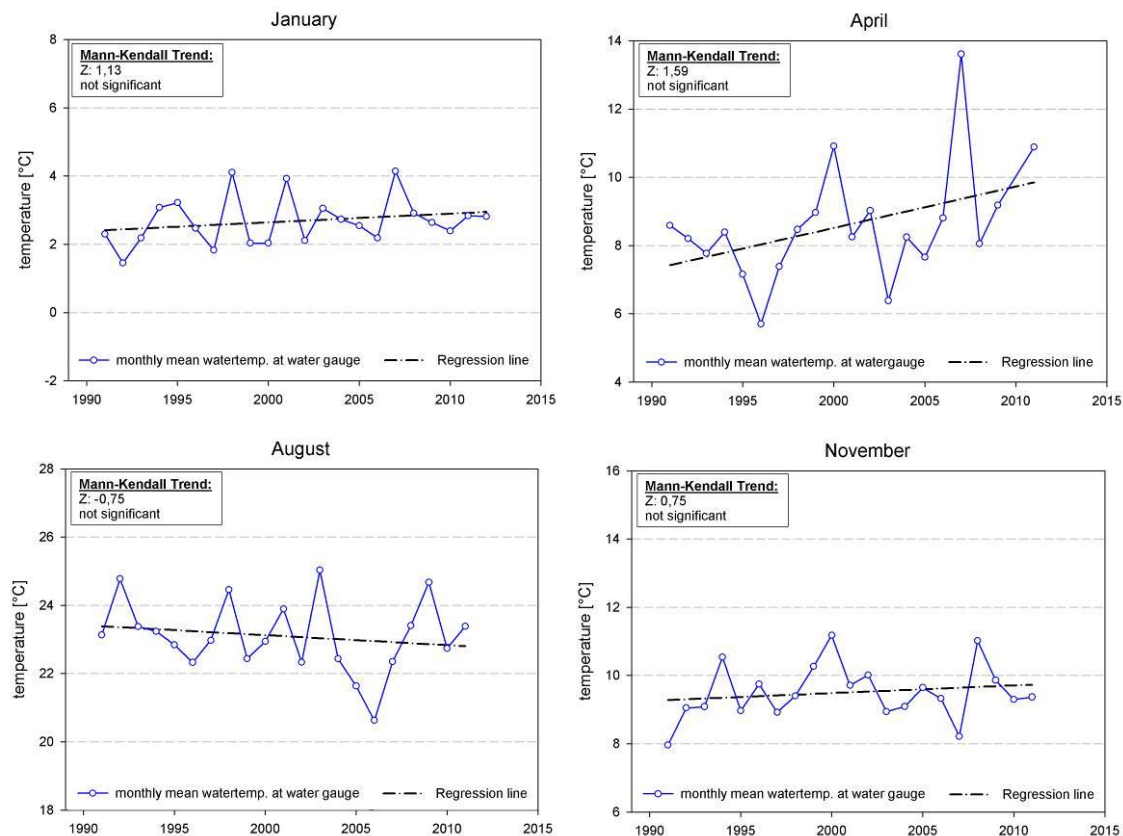 January
8
6
4
2
0
-2
temperature [°C]
Mann-Kendall Trend:
Z: 1,13
not significant
monthly mean watertemp. at water gauge Regression line
1990 1995 2000 2005 2010 2015
April
14
12
10
8
6
4
temperature [°C]
Mann-Kendall Trend:
Z: 1,59
not significant
monthly mean watertemp. at watergauge Regression line
1990 1995 2000 2005 2010 2015
August
28
26
24
22
20
18
temperature [°C]
Mann-Kendall Trend:
Z: -0,75
not significant
monthly mean watertemp. at water gauge Regression line
1990 1995 2000 2005 2010 2015
November
16
14
12
10
8
6
temperature [°C]
Mann-Kendall Trend:
Z: 0,75
not significant
monthly mean watertemp. at water gauge Regression line
1990 1995 2000 2005 2010 2015